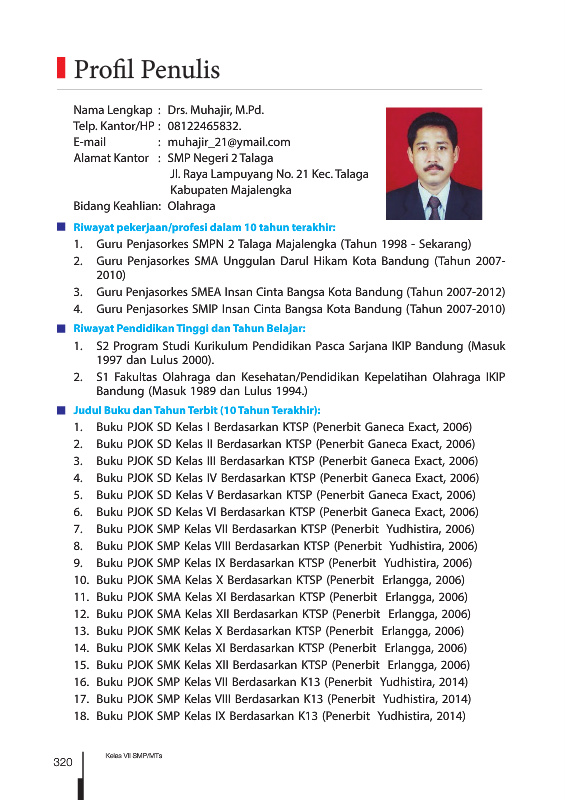 Profil Penulis
Nama Lengkap : Drs. Muhajir, M.Pd.
Telp. Kantor/HP : 08122465832.
E-mail : muhajir_21@ymail.com
Alamat Kantor : SMP Negeri 2 Talaga
Jl. Raya Lampuyang No. 21 Kec. Talaga
Kabupaten Majalengka
Bidang Keahlian: Olahraga
Riwayat pekerjaan/profesi dalam 10 tahun terakhir:
1. Guru Penjasorkes SMPN 2 Talaga Majalengka (Tahun 1998 - Sekarang)
2. Guru Penjasorkes SMA Unggulan Darul Hikam Kota Bandung (Tahun 2007-
2010)
3. Guru Penjasorkes SMEA Insan Cinta Bangsa Kota Bandung (Tahun 2007-2012)
4. Guru Penjasorkes SMIP Insan Cinta Bangsa Kota Bandung (Tahun 2007-2010)
Riwayat Pendidikan Tinggi dan Tahun Belajar:
1. S2 Program Studi Kurikulum Pendidikan Pasca Sarjana IKIP Bandung (Masuk
1997 dan Lulus 2000).
2. S1 Fakultas Olahraga dan Kesehatan/Pendidikan Kepelatihan Olahraga IKIP
Bandung (Masuk 1989 dan Lulus 1994.)
Judul Buku dan Tahun Terbit (10 Tahun Terakhir):
1. Buku PJOK SD Kelas I Berdasarkan KTSP (Penerbit Ganeca Exact, 2006)
2. Buku PJOK SD Kelas II Berdasarkan KTSP (Penerbit Ganeca Exact, 2006)
3. Buku PJOK SD Kelas III Berdasarkan KTSP (Penerbit Ganeca Exact, 2006)
4. Buku PJOK SD Kelas IV Berdasarkan KTSP (Penerbit Ganeca Exact, 2006)
5. Buku PJOK SD Kelas V Berdasarkan KTSP (Penerbit Ganeca Exact, 2006)
6. Buku PJOK SD Kelas VI Berdasarkan KTSP (Penerbit Ganeca Exact, 2006)
7. Buku PJOK SMP Kelas VII Berdasarkan KTSP (Penerbit Yudhistira, 2006)
8. Buku PJOK SMP Kelas VIII Berdasarkan KTSP (Penerbit Yudhistira, 2006)
9. Buku PJOK SMP Kelas IX Berdasarkan KTSP (Penerbit Yudhistira, 2006)
10. Buku PJOK SMA Kelas X Berdasarkan KTSP (Penerbit Erlangga, 2006)
11. Buku PJOK SMA Kelas XI Berdasarkan KTSP (Penerbit Erlangga, 2006)
12. Buku PJOK SMA Kelas XII Berdasarkan KTSP (Penerbit Erlangga, 2006)
13. Buku PJOK SMK Kelas X Berdasarkan KTSP (Penerbit Erlangga, 2006)
14. Buku PJOK SMK Kelas XI Berdasarkan KTSP (Penerbit Erlangga, 2006)
15. Buku PJOK SMK Kelas XII Berdasarkan KTSP (Penerbit Erlangga, 2006)
16. Buku PJOK SMP Kelas VII Berdasarkan K13 (Penerbit Yudhistira, 2014)
17. Buku PJOK SMP Kelas VIII Berdasarkan K13 (Penerbit Yudhistira, 2014)
18. Buku PJOK SMP Kelas IX Berdasarkan K13 (Penerbit Yudhistira, 2014)
320
Kelas VII SMP/MTs